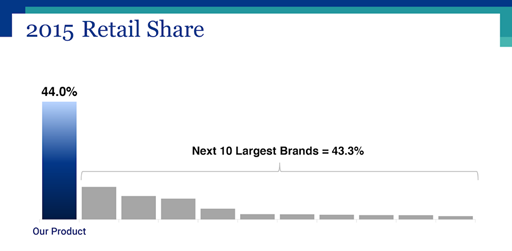 2015 Retail Share
44.0%
Next 10 Largest Brands = 43.3%
Our Product